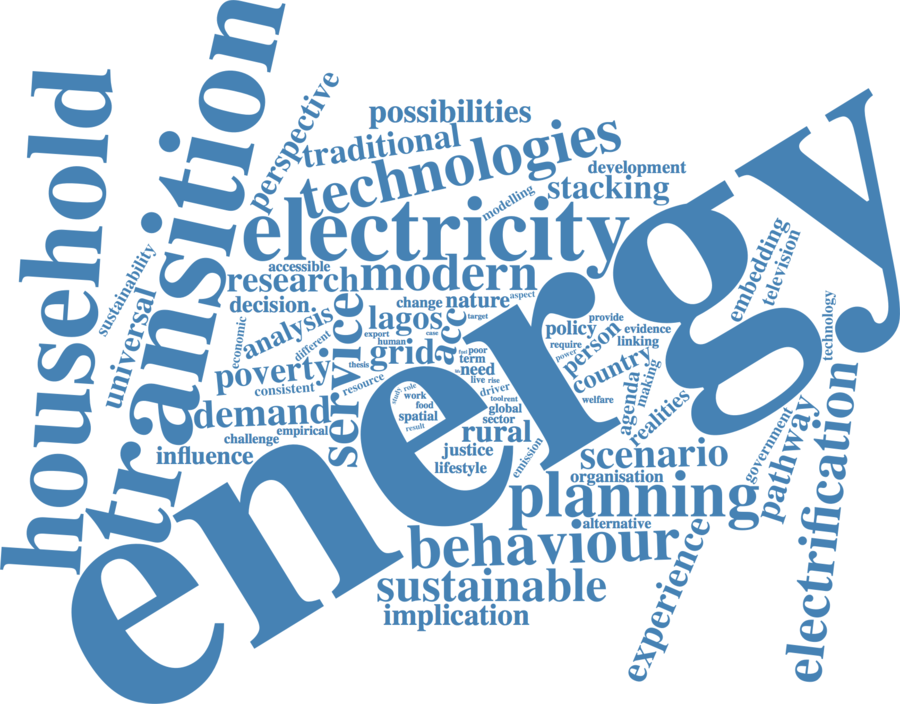 household
transition
energy
perspective
possibilities
traditional
technologies
development
modelling
stacking
electricity
accessible
research
modern
sustainability
universal
decision
change
nature
aspect
embedding
television
technology
economic
analysis
different
service
lagos
target
export
case
human
acc
grid
policy
provide
evidence
require
linking
power
person
country
poverty
consistent
thesis
resource
fuel
poor
term
need
live
rise
study
role
driver
work
food
tool
rent
welfare
agenda
making
realities
demand
spatial
result
global
sector
challenge
empirical
influence
rural
justice
lifestyle
emission
scenario
organisation
government
pathway
planning
alternative
electrification
behaviour
experience
sustainable
implication